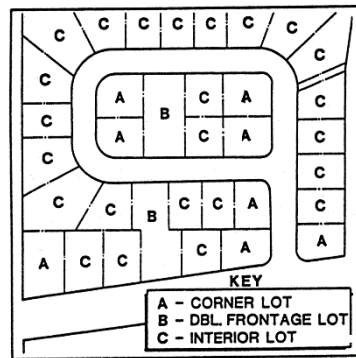 C C C C C C
C C
C
A C A
C B C
C A C A C
C C
C C C B C C A C
A C C C A A
KEY
A - CORNER LOT
B - DBL. FRONTAGE LOT
C - INTERIOR LOT